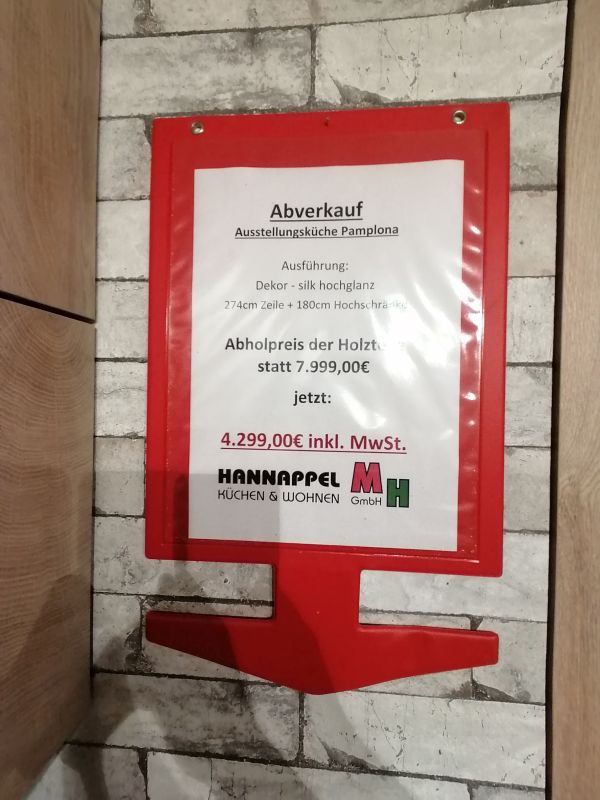 Abverkauf
Ausstellungsküche Pamplona
Ausführung:
Dekor - silk hochglanz
274cm Zeile + 180cm Hochschränke
Abholpreis der
statt 7.999,00€
jetzt:
4.299,00€ inkl. MwSt.
HANNAPPEL MH
KÜCHEN & WOHNEN GmbH